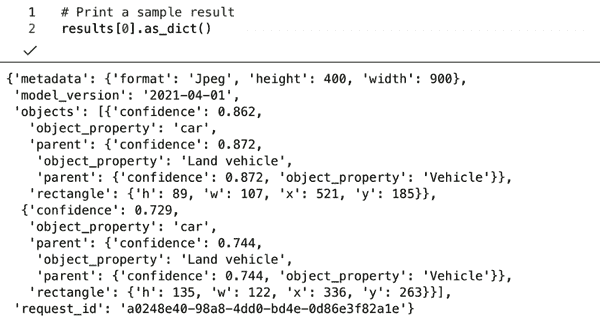 1 # Print a sample result
2 results[0].as_dict()
{'metadata': {'format': 'Jpeg', 'height': 400, 'width': 900},
'model_version': '2021-04-01',
'objects': [{'confidence': 0.862,
'object_property': 'car',
'parent': {'confidence': 0.872,
'object_property': 'Land vehicle',
'parent': {'confidence': 0.872, 'object_property': 'Vehicle'}},
'rectangle': {'h': 89, 'w': 107, 'x': 521, 'y': 185}},
{'confidence': 0.729,
'object_property': 'car',
'parent': {'confidence': 0.744,
'object_property': 'Land vehicle',
'parent': {'confidence': 0.744, 'object_property': 'Vehicle'}},
'rectangle': {'h': 135, 'w': 122, 'x': 336, 'y': 263}}],
'request_id': 'a0248e40-98a8-4dd0-bd4e-0d86e3f82a1e'}